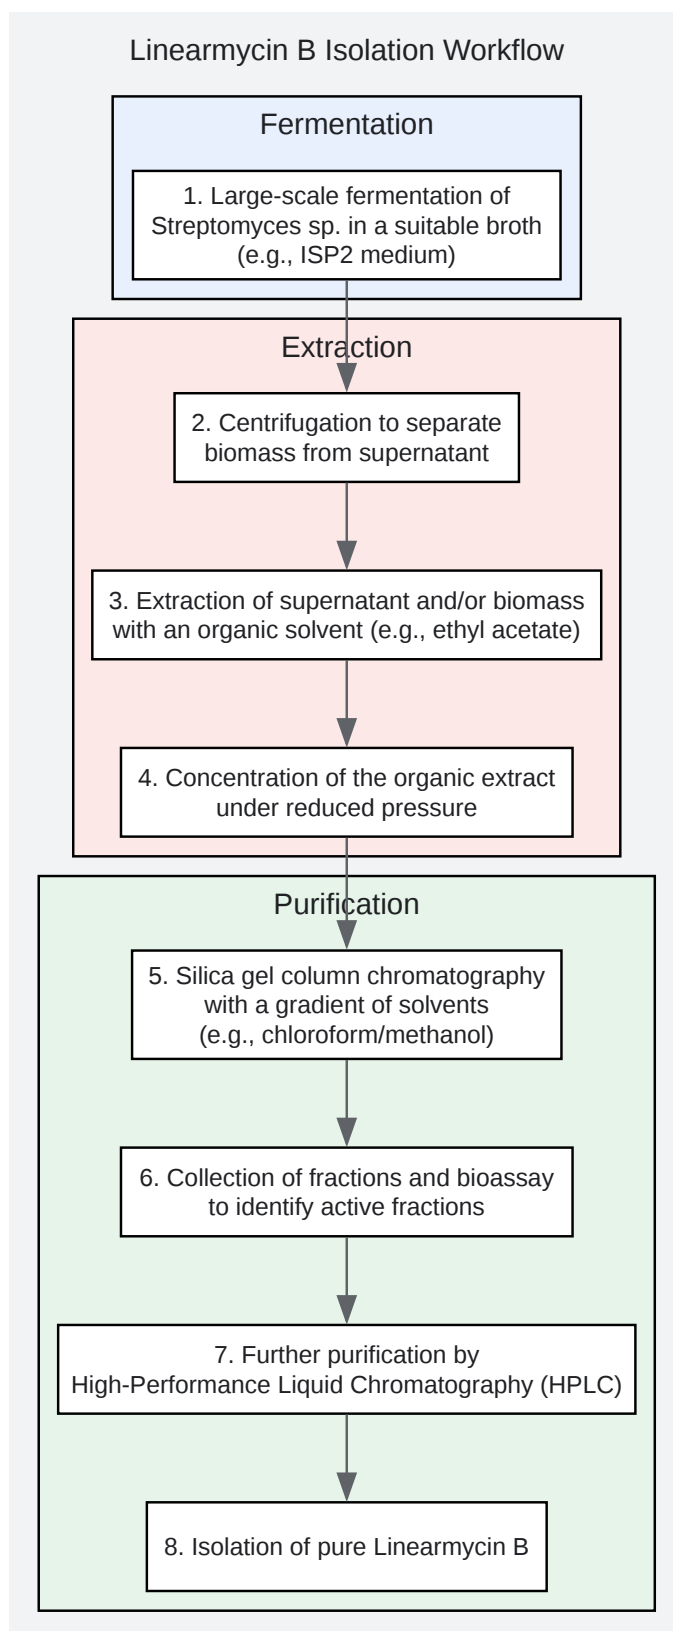 Linearmycin B Isolation Workflow
Fermentation
1. Large-scale fermentation of
Streptomyces sp. in a suitable broth
(e.g., ISP2 medium)
Extraction
2. Centrifugation to separate
biomass from supernatant
3. Extraction of supernatant and/or biomass
with an organic solvent (e.g., ethyl acetate)
4. Concentration of the organic extract
under reduced pressure
Purification
5. Silica gel column chromatography
with a gradient of solvents
(e.g., chloroform/methanol)
6. Collection of fractions and bioassay
to identify active fractions
7. Further purification by
High-Performance Liquid Chromatography (HPLC)
8. Isolation of pure Linearmycin B